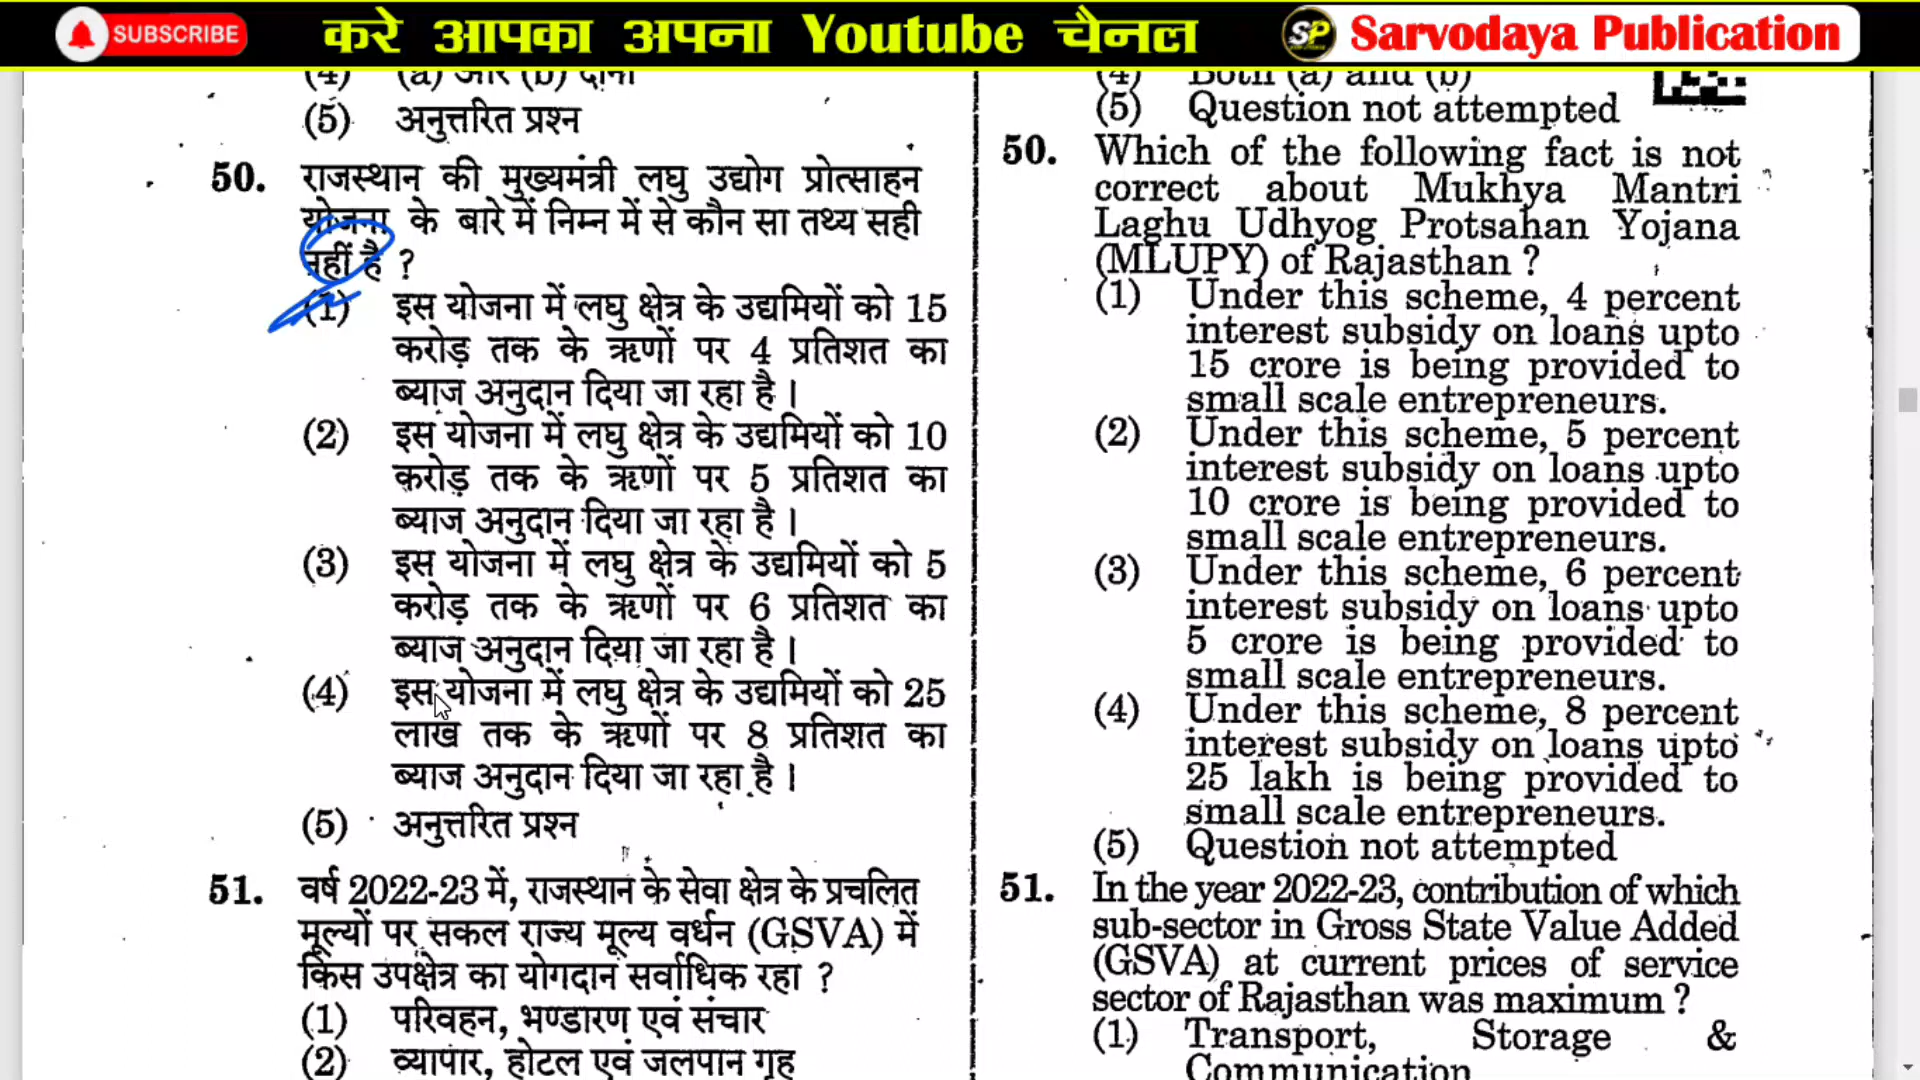 SUBSCRIBE
करे आपका अपना Youtube चैनल
SP
Sarvodaya Publication
(4) (a) और (b) दोनों
(5) अनुत्तरित प्रश्न
50. राजस्थान की मुख्यमंत्री लघु उद्योग प्रोत्साहन
योजना के बारे में निम्न में से कौन सा तथ्य सही
नहीं है ?
(1) इस योजना में लघु क्षेत्र के उद्यमियों को 15
करोड़ तक के ऋणों पर 4 प्रतिशत का
ब्याज अनुदान दिया जा रहा है ।
(2) इस योजना में लघु क्षेत्र के उद्यमियों को 10
करोड़ तक के ऋणों पर 5 प्रतिशत का
ब्याज अनुदान दिया जा रहा है ।
(3) इस योजना में लघु क्षेत्र के उद्यमियों को 5
करोड़ तक के ऋणों पर 6 प्रतिशत का
ब्याज अनुदान दिया जा रहा है ।
(4) इस योजना में लघु क्षेत्र के उद्यमियों को 25
लाख तक के ऋणों पर 8 प्रतिशत का
ब्याज अनुदान दिया जा रहा है ।
(5) अनुत्तरित प्रश्न
51. वर्ष 2022-23 में, राजस्थान के सेवा क्षेत्र के प्रचलित
मूल्यों पर सकल राज्य मूल्य वर्धन (GSVA) में
किस उपक्षेत्र का योगदान सर्वाधिक रहा ?
(1) परिवहन, भण्डारण एवं संचार
(2) व्यापार, होटल एवं जलपान गृह
(4) Both (a) and (b)
(5) Question not attempted
50. Which of the following fact is not
correct about Mukhya Mantri
Laghu Udhyog Protsahan Yojana
(MLUPY) of Rajasthan ?
(1) Under this scheme, 4 percent
interest subsidy on loans upto
15 crore is being provided to
small scale entrepreneurs.
(2) Under this scheme, 5 percent
interest subsidy on loans upto
10 crore is being provided to
small scale entrepreneurs.
(3) Under this scheme, 6 percent
interest subsidy on loans upto
5 crore is being provided to
small scale entrepreneurs.
(4) Under this scheme, 8 percent
interest subsidy on loans upto
25 lakh is being provided to
small scale entrepreneurs.
(5) Question not attempted
51. In the year 2022-23, contribution of which
sub-sector in Gross State Value Added
(GSVA) at current prices of service
sector of Rajasthan was maximum ?
(1) Transport, Storage &
Communication